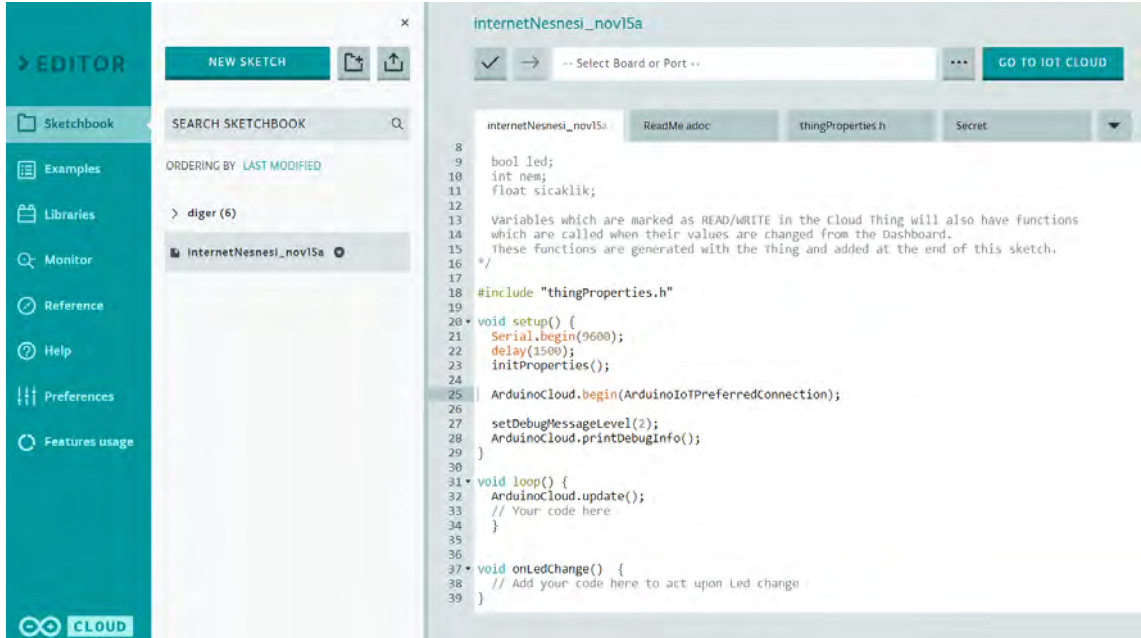 EDITOR
Sketchbook
Examples
Libraries
Monitor
Reference
Help
Preferences
Features usage
CLOUD
×
NEW SKETCH
SEARCH SKETCHBOOK
ORDERING BY LAST MODIFIED
> diger (6)
internetNesnesi_nov15a
internetNesnesi_nov15a
-- Select Board or Port --
...
GO TO IOT CLOUD
internetNesnesi_nov15a ReadMe.adoc thingProperties.h Secret
8
9 bool led;
10 int nem;
11 float sicaklik;
12
13 Variables which are marked as READ/WRITE in the Cloud Thing will also have functions
14 which are called when their values are changed from the Dashboard.
15 These functions are generated with the Thing and added at the end of this sketch.
16 */
17
18 #include "thingProperties.h"
19
20 void setup() {
21 Serial.begin(9600);
22 delay(1500);
23 initProperties();
24
25 ArduinoCloud.begin(ArduinoIoTPreferredConnection);
26
27 setDebugMessageLevel(2);
28 ArduinoCloud.printDebugInfo();
29 }
30
31 void loop() {
32 ArduinoCloud.update();
33 // Your code here
34 }
35
36
37 void onLedChange() {
38 // Add your code here to act upon Led change
39 }